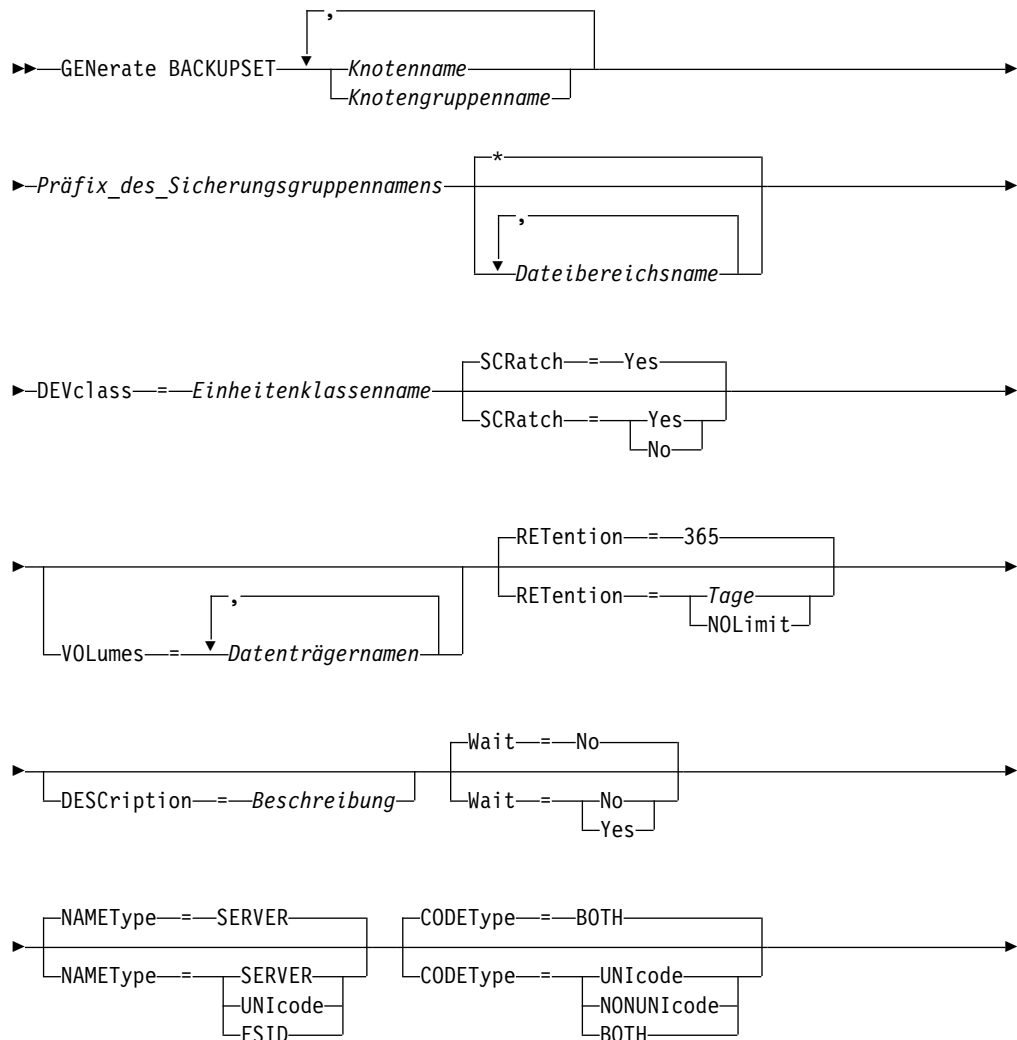 ,
GENerate BACKUPSET Knotenname
Knotengruppenname
Präfix_des_Sicherungsgruppennamens *
,
Dateibereichsname
DEVclass = Einheitenklassenname SCRatch = Yes
SCRatch = Yes
No
RETention = 365
VOLumes = , Datenträgernamen RETention = Tage
NOLimit
DESCription = Beschreibung Wait = No
Wait = No
Yes
NAMEType = SERVER CODEType = BOTH
NAMEType = SERVER CODEType = UNIcode
UNIcode NONUNIcode
FSID BOTH